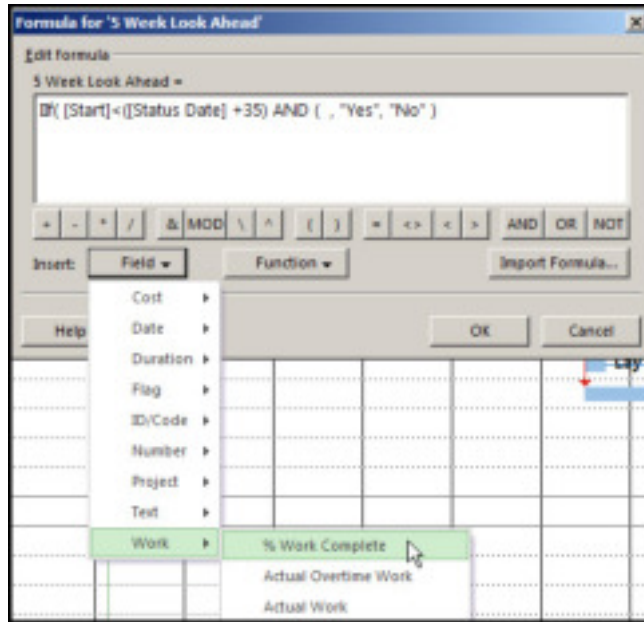 Formula for '5 Week Look Ahead'
Edit formula
5 Week Look Ahead =
IIf( [Start]<([Status Date] +35) AND (  , "Yes", "No" )
+ - * / & MOD \ ^ ( ) = <> < > AND OR NOT
Insert: Field Function Import Formula...
Cost
Help Date OK Cancel
Duration
Lay
Flag
ID/Code
Number
Project
Text
Work % Work Complete
Actual Overtime Work
Actual Work